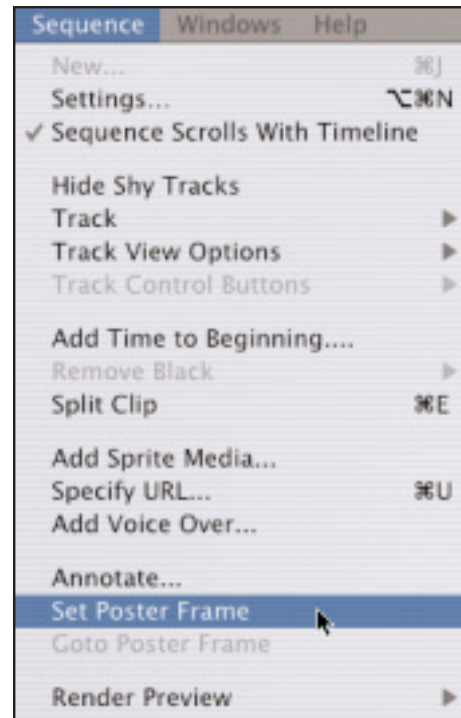 Sequence Windows Help
New... ⌘J
Settings... ⌥⌘N
✓ Sequence Scrolls With Timeline
Hide Shy Tracks
Track ▶
Track View Options ▶
Track Control Buttons ▶
Add Time to Beginning....
Remove Black ▶
Split Clip ⌘E
Add Sprite Media...
Specify URL... ⌘U
Add Voice Over...
Annotate...
Set Poster Frame
Goto Poster Frame
Render Preview ▶